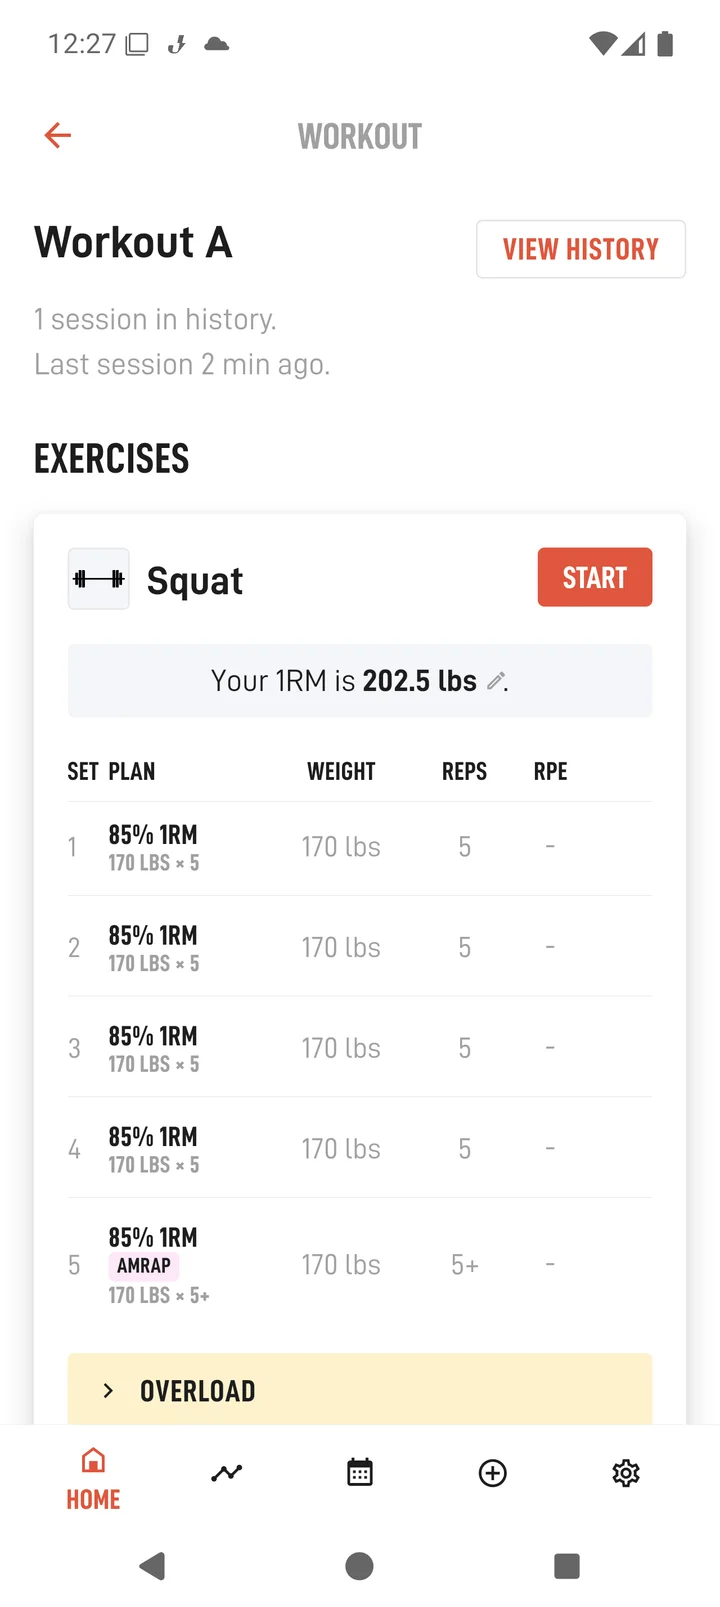 12:27
WORKOUT
Workout A
VIEW HISTORY
1 session in history.
Last session 2 min ago.
EXERCISES
Squat
START
Your 1RM is 202.5 lbs .
SET PLAN WEIGHT REPS RPE
1 85% 1RM 170 lbs 5 -
170 LBS × 5
2 85% 1RM 170 lbs 5 -
170 LBS × 5
3 85% 1RM 170 lbs 5 -
170 LBS × 5
4 85% 1RM 170 lbs 5 -
170 LBS × 5
85% 1RM
5 AMRAP 170 lbs 5+ -
170 LBS × 5+
OVERLOAD
HOME